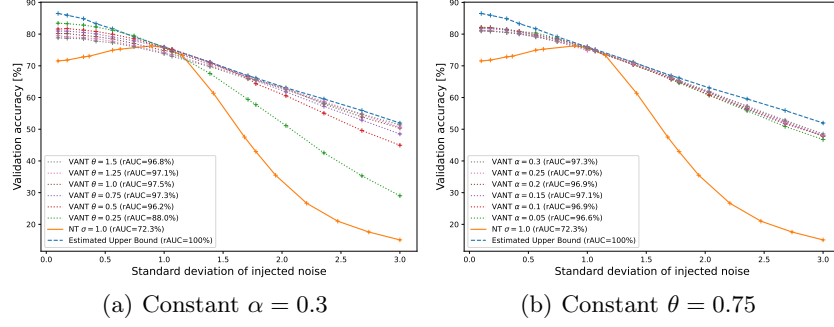 Validation accuracy [%]
90
80
70
60
50
40
30
20
VANT θ = 1.5 (rAUC=96.8%)
VANT θ = 1.25 (rAUC=97.1%)
VANT θ = 1.0 (rAUC=97.5%)
VANT θ = 0.75 (rAUC=97.3%)
VANT θ = 0.5 (rAUC=96.2%)
VANT θ = 0.25 (rAUC=88.0%)
NT σ = 1.0 (rAUC=72.3%)
Estimated Upper Bound (rAUC=100%)
0.0 0.5 1.0 1.5 2.0 2.5 3.0
Standard deviation of injected noise
(a) Constant α = 0.3
Validation accuracy [%]
90
80
70
60
50
40
30
20
VANT α = 0.3 (rAUC=97.3%)
VANT α = 0.25 (rAUC=97.0%)
VANT α = 0.2 (rAUC=96.9%)
VANT α = 0.15 (rAUC=97.1%)
VANT α = 0.1 (rAUC=96.9%)
VANT α = 0.05 (rAUC=96.6%)
NT σ = 1.0 (rAUC=72.3%)
Estimated Upper Bound (rAUC=100%)
0.0 0.5 1.0 1.5 2.0 2.5 3.0
Standard deviation of injected noise
(b) Constant θ = 0.75